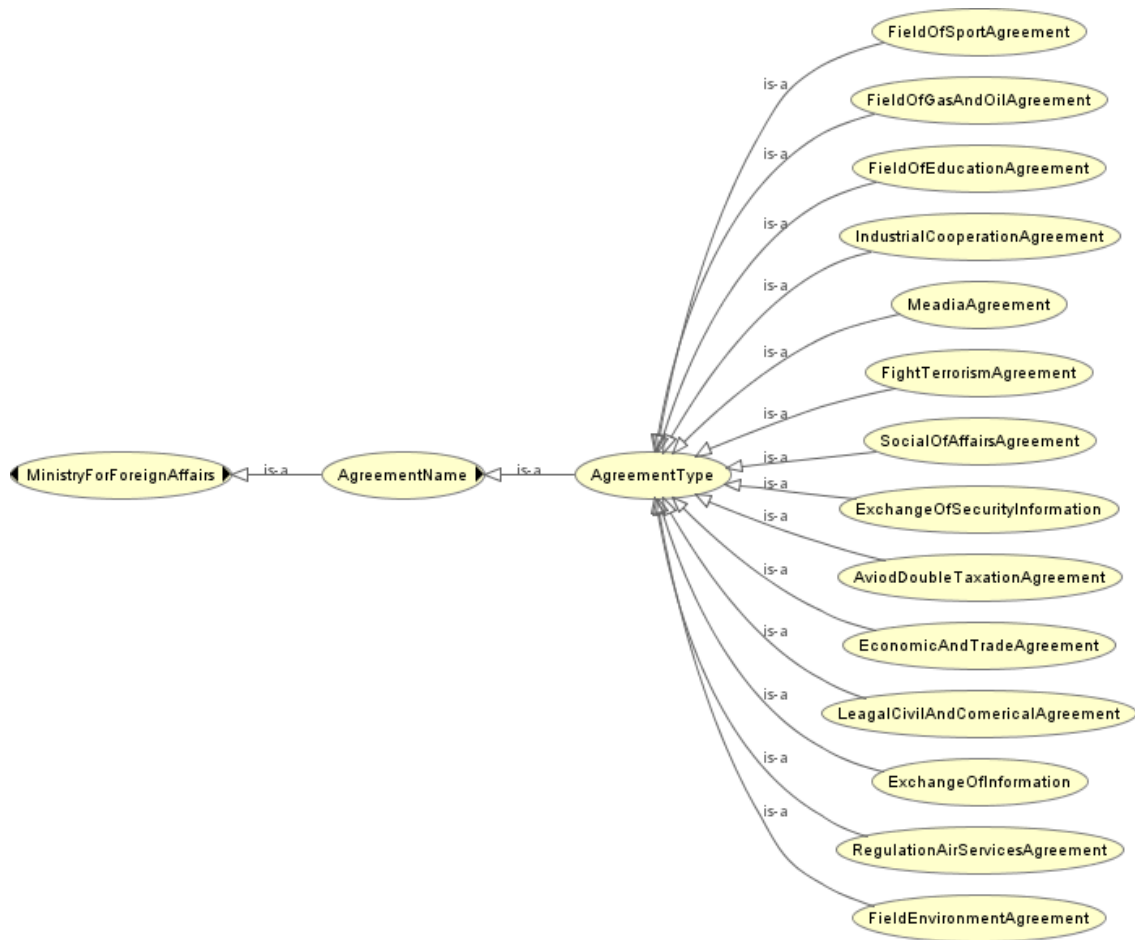 FieldOfSportAgreement
is-a
FieldOfGasAndOilAgreement
is-a
FieldOfEducationAgreement
is-a
IndustrialCooperationAgreement
is-a
MeadiaAgreement
is-a
FightTerrorismAgreement
is-a
SocialOfAffairsAgreement
is-a
MinistryForForeignAffairs is-a AgreementName is-a AgreementType
is-a
ExchangeOfSecurityInformation
is-a
AviodDoubleTaxationAgreement
is-a
EconomicAndTradeAgreement
is-a
LeagalCivilAndComericalAgreement
is-a
ExchangeOfInformation
is-a
RegulationAirServicesAgreement
is-a
FieldEnvironmentAgreement